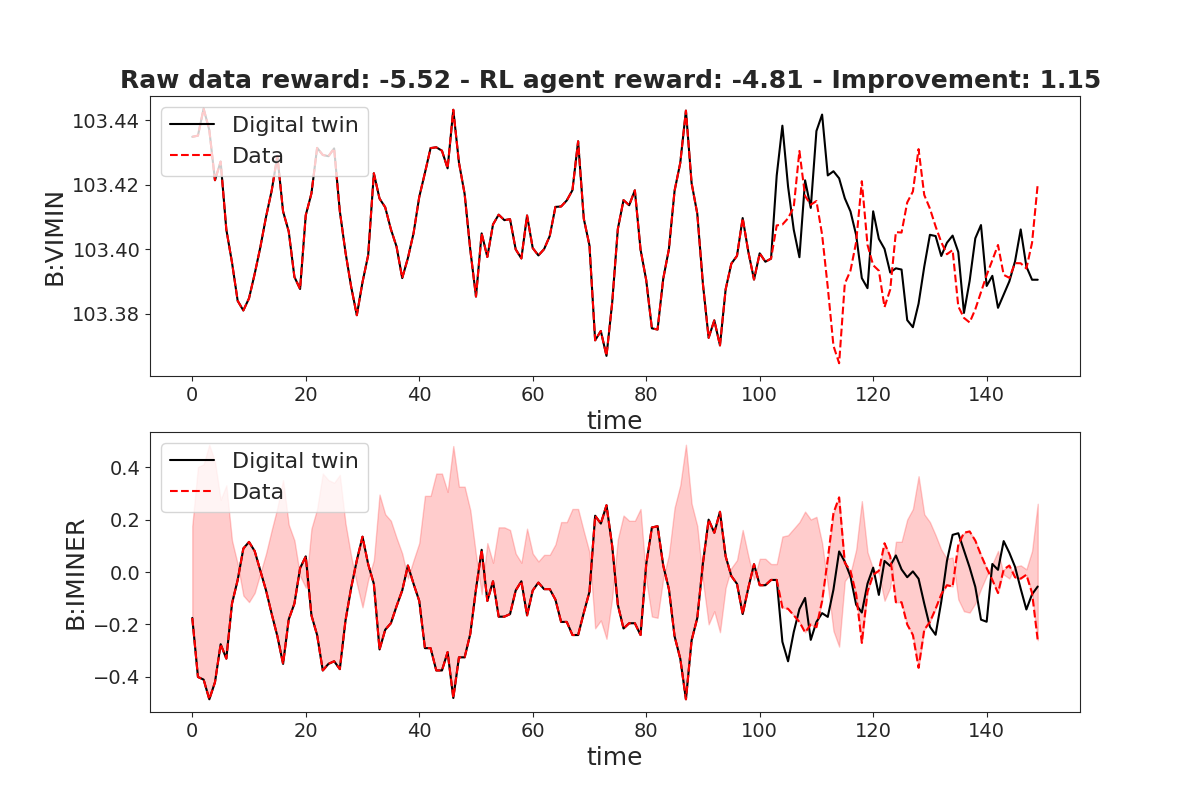 Raw data reward: -5.52 - RL agent reward: -4.81 - Improvement: 1.15
B:VIMIN
103.44
103.42
103.40
103.38
Digital twin
Data
0 20 40 60 80 100 120 140
time
B:IMINER
0.4
0.2
0.0
−0.2
−0.4
Digital twin
Data
0 20 40 60 80 100 120 140
time